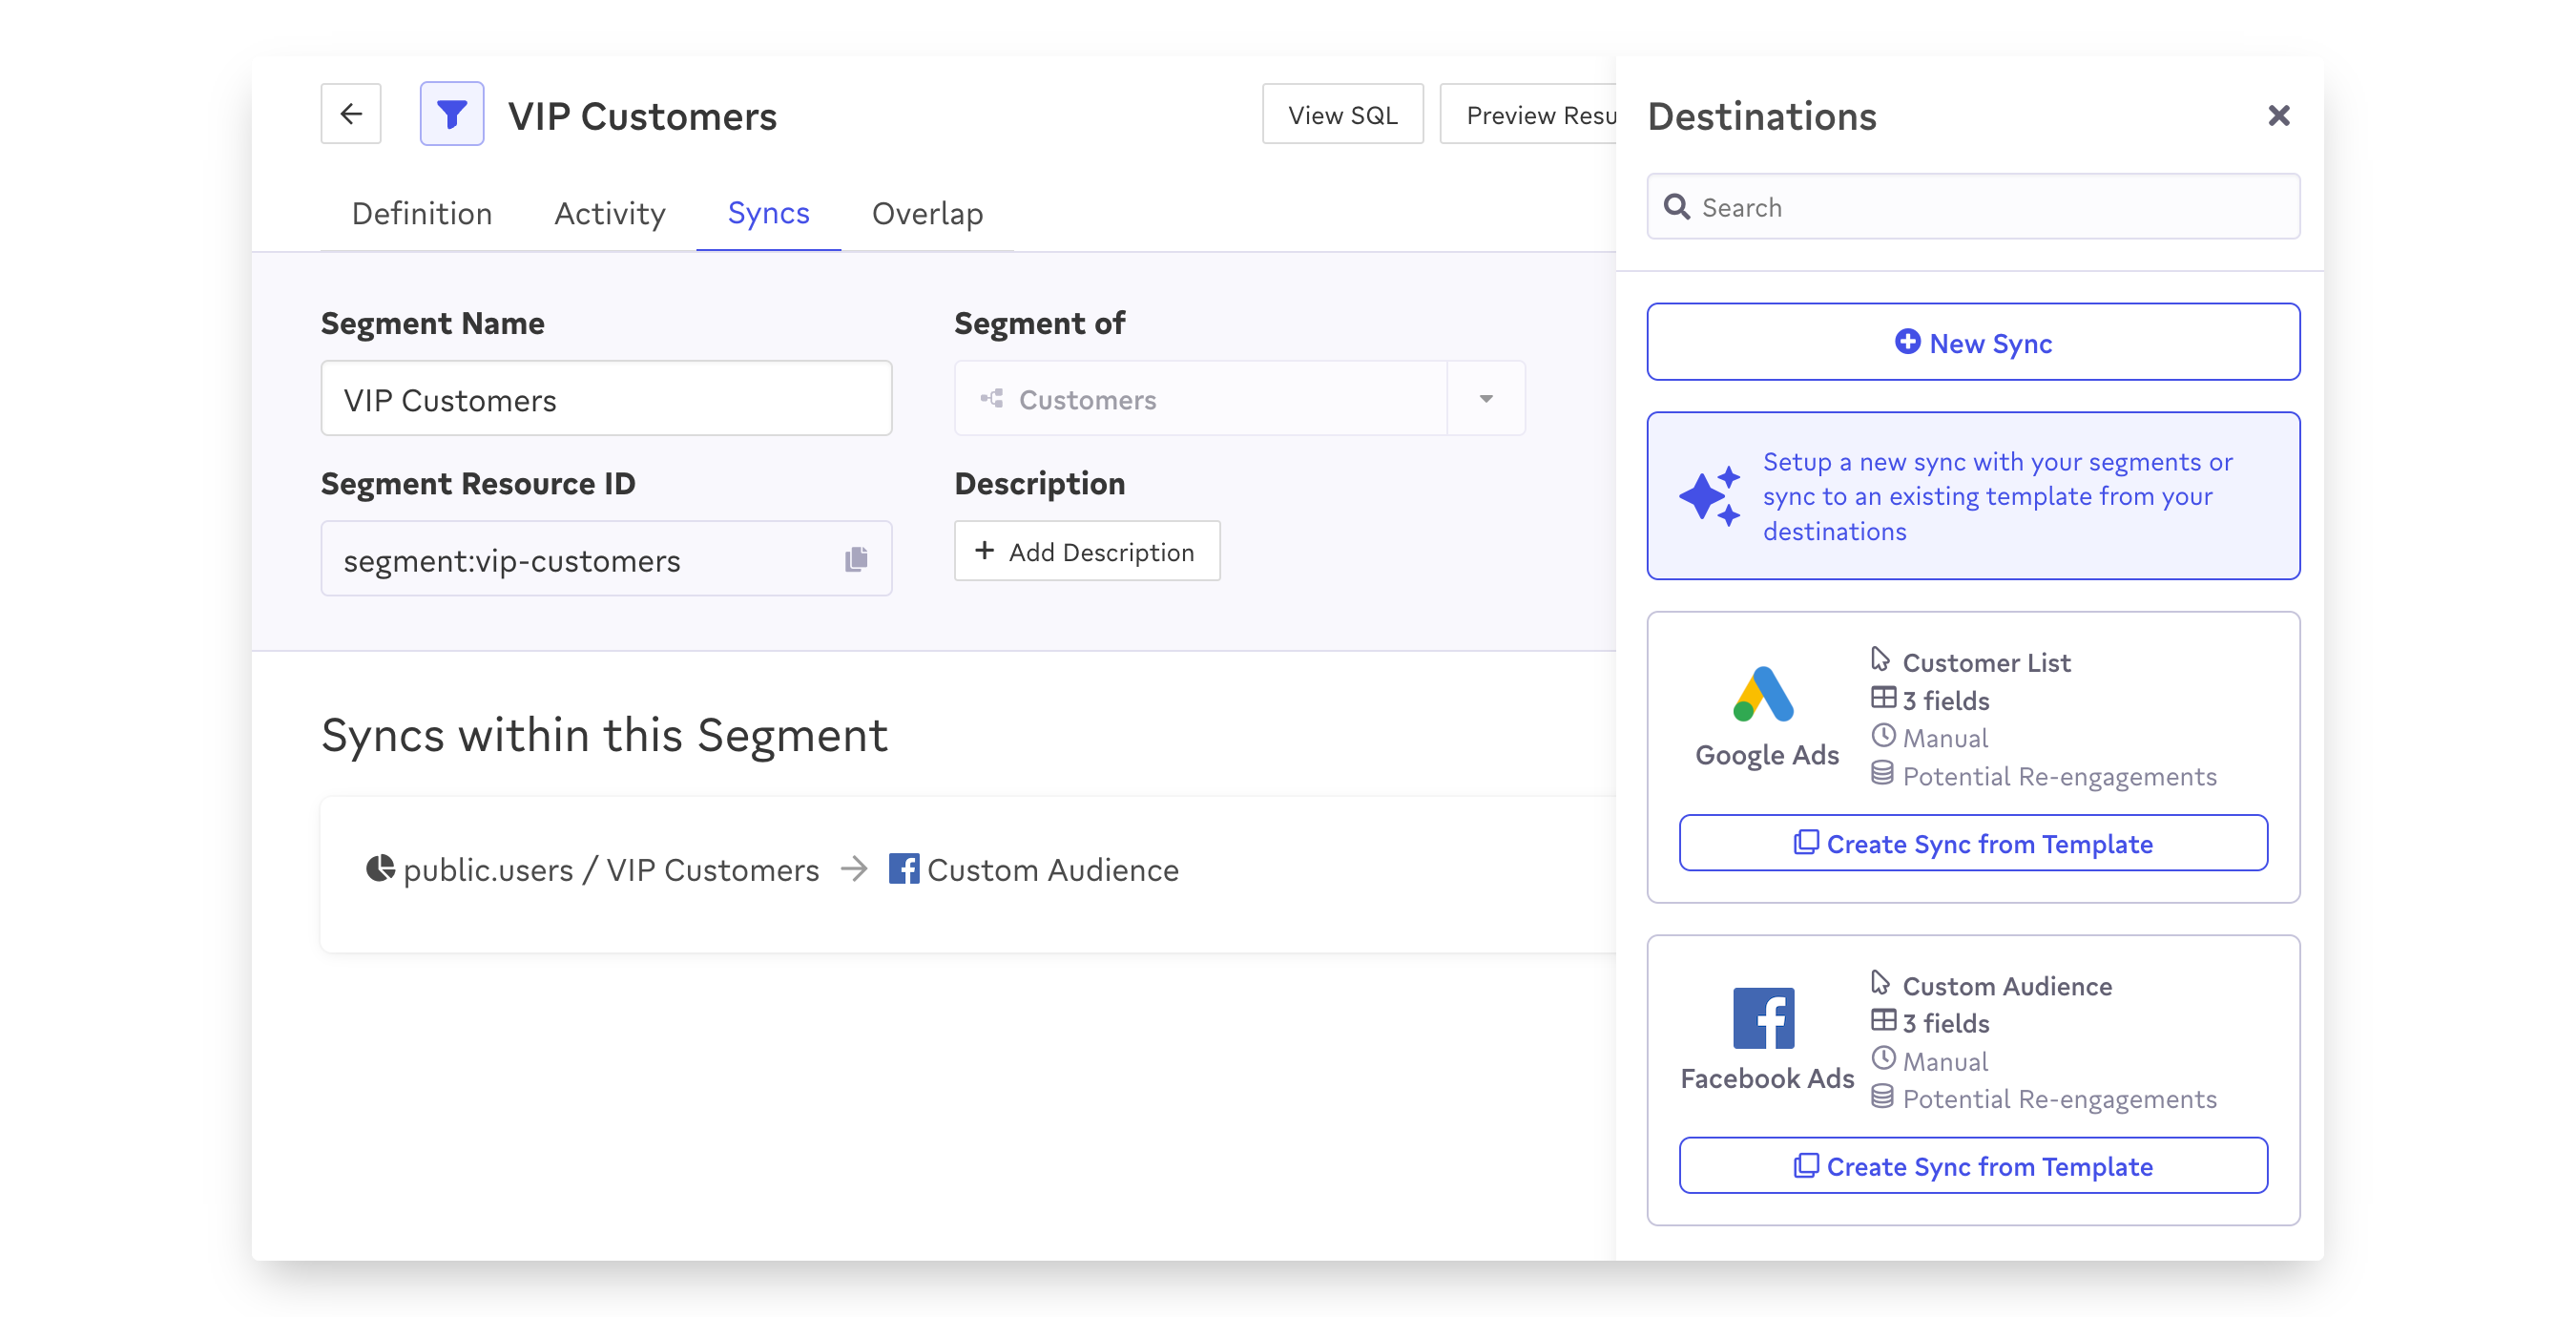 VIP Customers
View SQL
Preview Resu
Definition
Activity
Syncs
Overlap
Segment Name
VIP Customers
Segment of
Customers
Segment Resource ID
segment:vip-customers
Description
+ Add Description
Syncs within this Segment
public.users / VIP Customers → Custom Audience
Destinations
Search
New Sync
Setup a new sync with your segments or
sync to an existing template from your
destinations
Google Ads
Customer List
3 fields
Manual
Potential Re-engagements
Create Sync from Template
Facebook Ads
Custom Audience
3 fields
Manual
Potential Re-engagements
Create Sync from Template